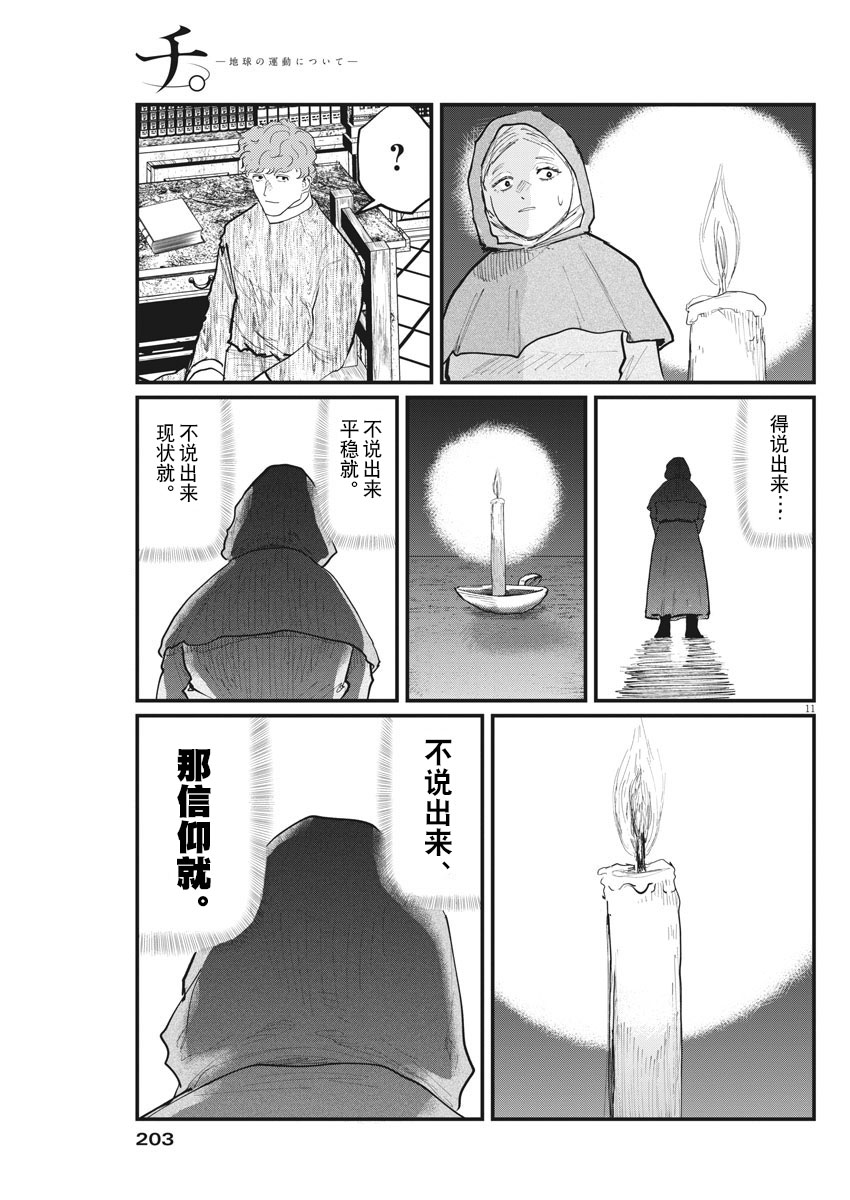 チ。
―地球の運動について―
?
得说出来…
不说出来
平稳就。
不说出来
现状就。
11
不说出来、
那信仰就。
203